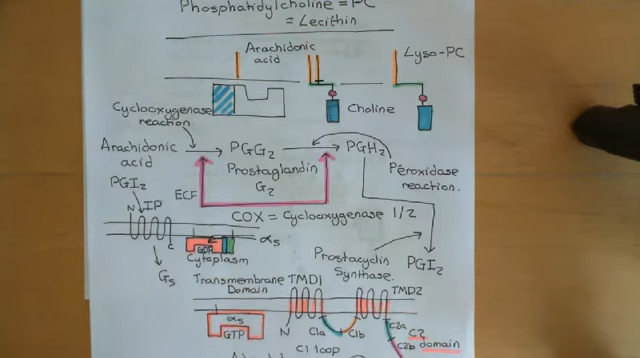 Phosphatidylcholine = PC
= Lecithin
Arachidonic acid
Lyso-PC
Choline
Cyclooxygenase reaction
Arachidonic acid
PGG₂
PGH₂
Prostaglandin G₂
Peroxidase reaction.
PGI₂
ECF
COX = Cyclooxygenase 1/2
N
IP
C
αs
GDP
Cytoplasm
Gs
Prostacyclin Synthase.
PGI₂
Transmembrane Domain
TMD1
TMD2
αs
GTP
N
C1a
C1b
C1 loop
C2a
C2b
C2 domain